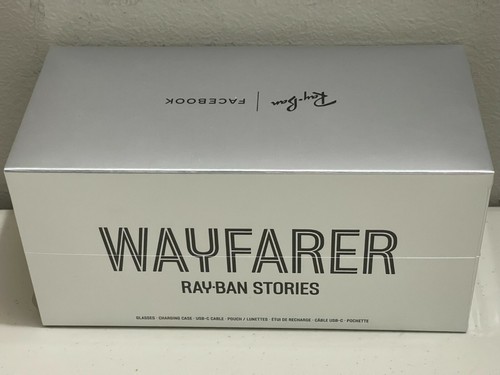 Ray-Ban | FACEBOOK
WAYFARER
RAY-BAN STORIES
GLASSES · CHARGING CASE · USB-C CABLE · POUCH / LUNETTES · ÉTUI DE RECHARGE · CÂBLE USB-C · POCHETTE